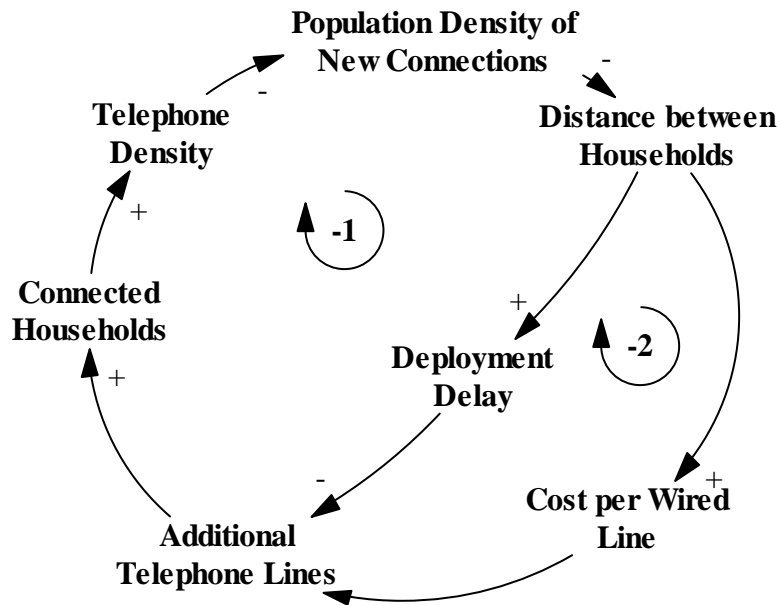 Population Density of
New Connections
-
-
Telephone
Density
Distance between
Households
+
-1
Connected
Households
+
-2
Deployment
Delay
+
-
+
Cost per Wired
Line
Additional
Telephone Lines